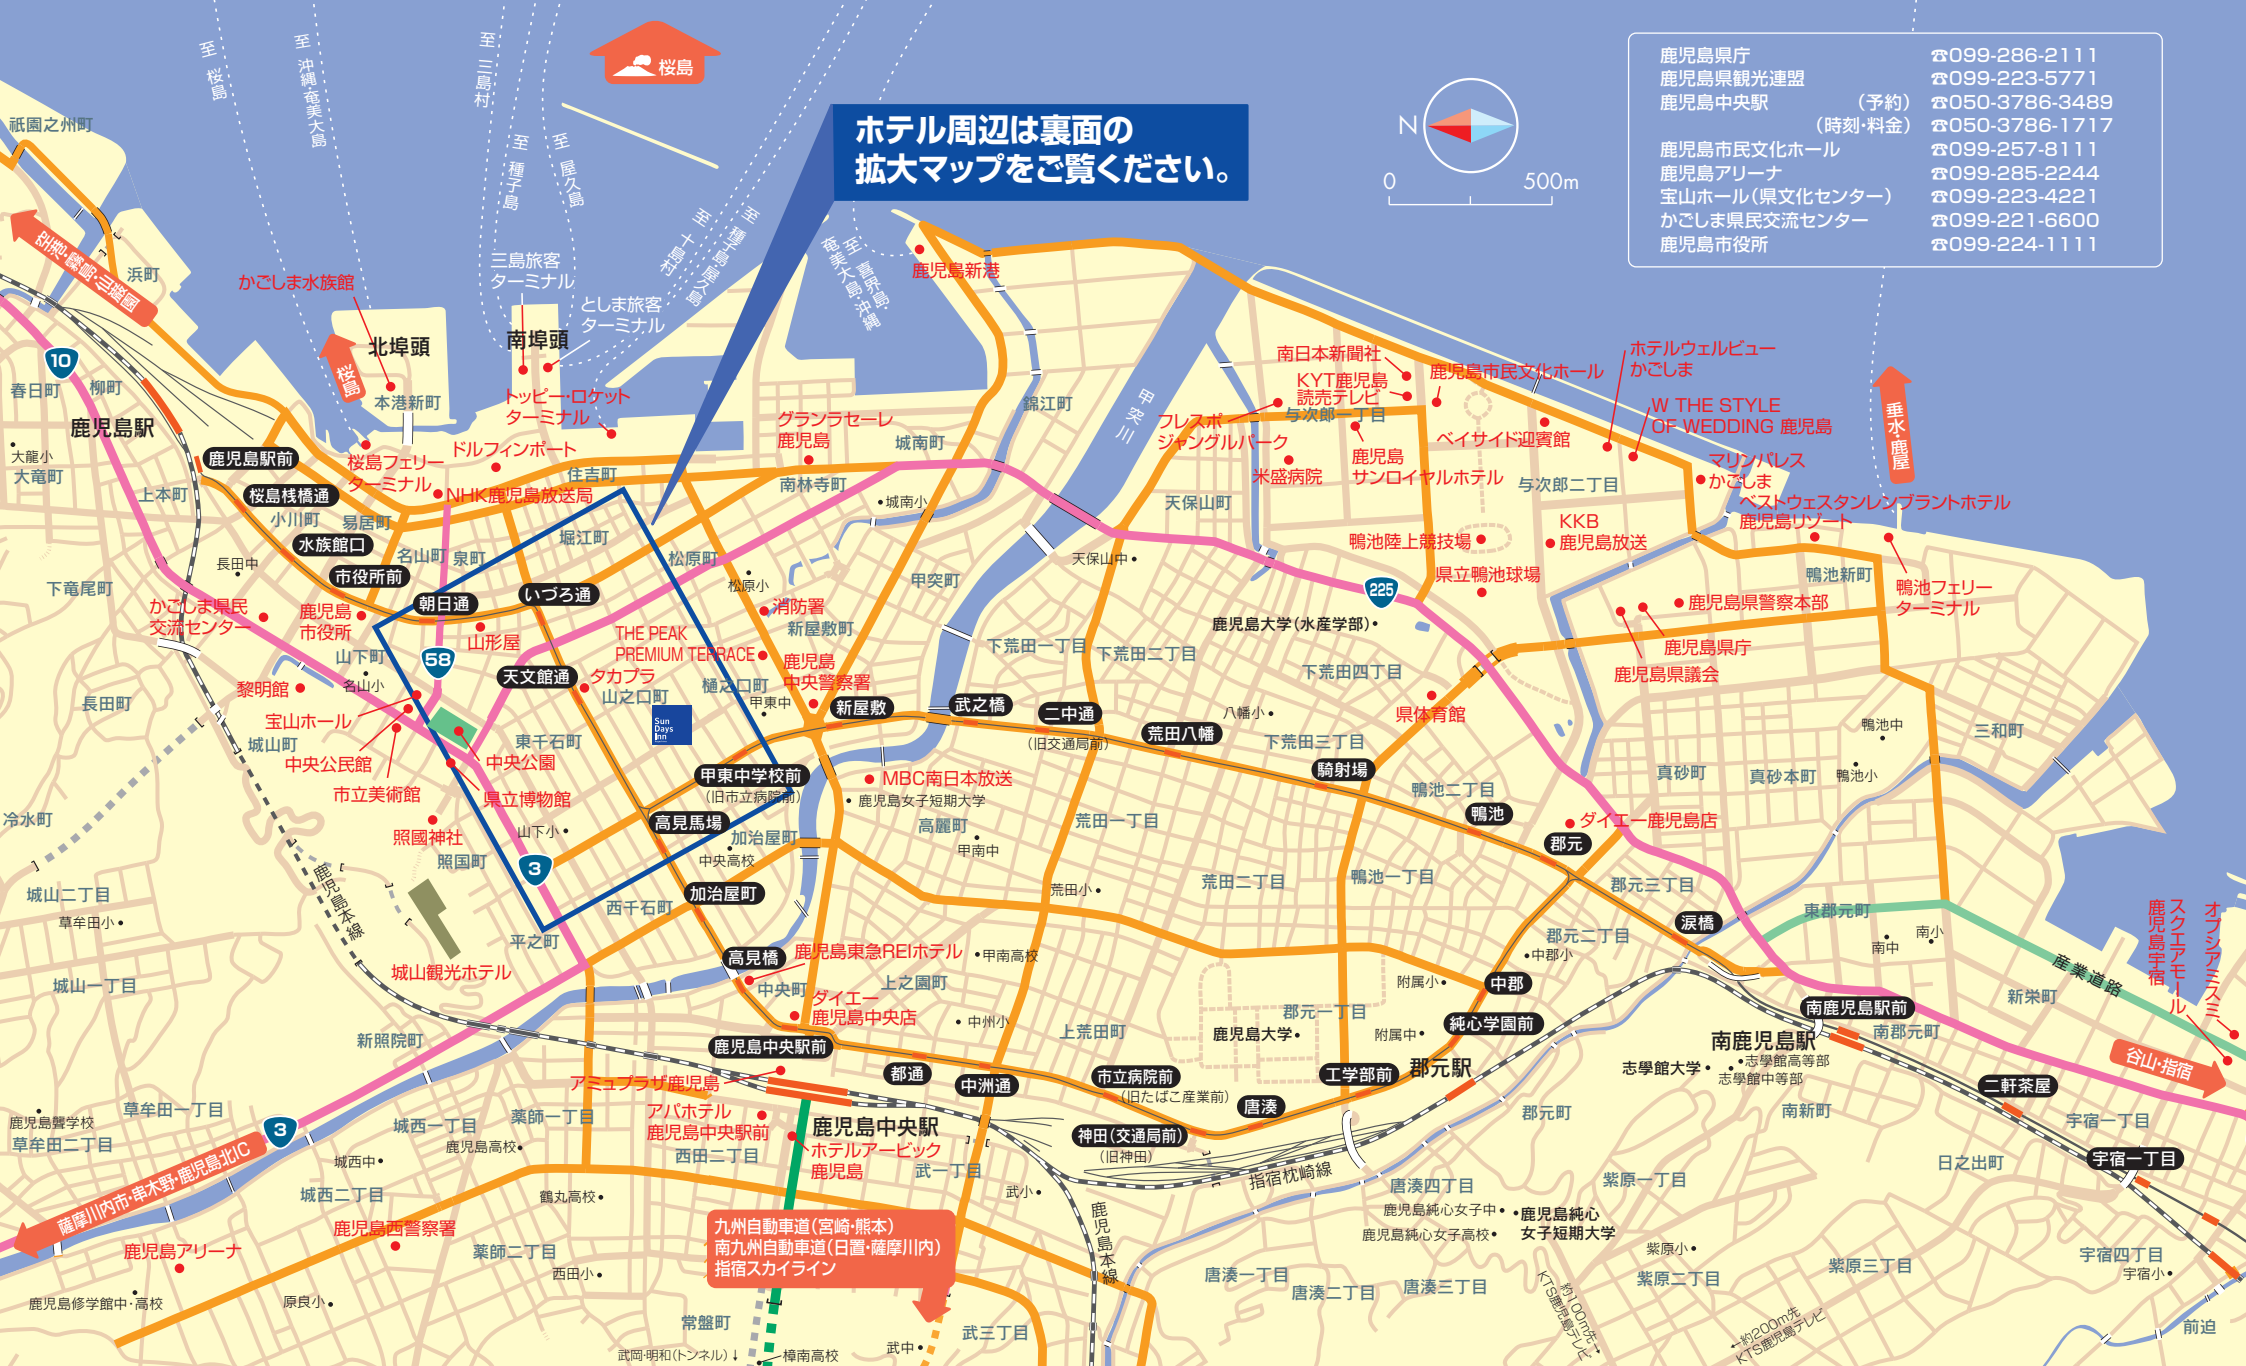 至 桜島
至 沖縄・奄美大島
至 三島村
至 種子島
至 屋久島
桜島
ホテル周辺は裏面の
拡大マップをご覧ください。
N
0 500m
鹿児島県庁 ☎099-286-2111
鹿児島県観光連盟 ☎099-223-5771
鹿児島中央駅 （予約） ☎050-3786-3489
（時刻・料金） ☎050-3786-1717
鹿児島市民文化ホール ☎099-257-8111
鹿児島アリーナ ☎099-285-2244
宝山ホール（県文化センター） ☎099-223-4221
かごしま県民交流センター ☎099-221-6600
鹿児島市役所 ☎099-224-1111
祇園之州町
空港・霧島・仙巌園
浜町
かごしま水族館
三島旅客
ターミナル
としま旅客
ターミナル
至 十島村
至 種子島・屋久島
至 喜界島・
奄美大島・沖縄
鹿児島新港
10
春日町
柳町
鹿児島駅
大龍小
大竜町
上本町
桜島
北埠頭
南埠頭
本港新町
トッピー・ロケット
ターミナル
桜島フェリー
ターミナル
ドルフィンポート
NHK鹿児島放送局
住吉町
グランラセーレ
鹿児島
城南町
南林寺町
城南小
錦江町
甲突川
鹿児島駅前
桜島桟橋通
小川町
易居町
水族館口
名山町
泉町
堀江町
松原町
松原小
甲突町
長田中
市役所前
下竜尾町
かごしま県民
交流センター
鹿児島
市役所
朝日通
いづろ通
山形屋
消防署
新屋敷町
THE PEAK
PREMIUM TERRACE
鹿児島
中央警察署
58
山下町
名山小
天文館通
タカプラ
山之口町
樋之口町
甲東中
新屋敷
武之橋
二中通
（旧交通局前）
長田町
黎明館
宝山ホール
城山町
中央公民館
市立美術館
照國神社
照国町
中央公園
東千石町
県立博物館
山下小
Sun
Days
Inn
甲東中学校前
（旧市立病院前）
高見馬場
加治屋町
中央高校
加治屋町
MBC南日本放送
鹿児島女子短期大学
高麗町
甲南中
冷水町
城山二丁目
草牟田小
城山一丁目
鹿児島本線
城山観光ホテル
3
西千石町
平之町
新照院町
高見橋
中央町
鹿児島東急REIホテル
甲南高校
上之園町
ダイエー
鹿児島中央店
中州小
鹿児島中央駅前
都通
中洲通
アミュプラザ鹿児島
アパホテル
鹿児島中央駅前
鹿児島中央駅
ホテルアービック
鹿児島
西田二丁目
武一丁目
武小
鹿児島聾学校
草牟田一丁目
草牟田二丁目
3
薩摩川内市・串木野・鹿児島北IC
城西一丁目
鹿児島高校
城西中
城西二丁目
薬師一丁目
鶴丸高校
鹿児島西警察署
薬師二丁目
西田小
鹿児島アリーナ
鹿児島修学館中・高校
原良小
九州自動車道（宮崎・熊本）
南九州自動車道（日置・薩摩川内）
指宿スカイライン
常盤町
武岡・明和（トンネル）↓
樟南高校
武中
武三丁目
鹿児島本線
南日本新聞社
KYT鹿児島
読売テレビ
鹿児島市民文化ホール
フレスポ
ジャングルパーク
与次郎一丁目
米盛病院
鹿児島
サンロイヤルホテル
ベイサイド迎賓館
ホテルウェルビュー
かごしま
W THE STYLE
OF WEDDING 鹿児島
マリンパレス
かごしま
与次郎二丁目
ベストウェスタンレンブラントホテル
鹿児島リゾート
垂水・鹿屋
天保山町
天保山中
鴨池陸上競技場
KKB
鹿児島放送
県立鴨池球場
225
鴨池新町
鴨池フェリー
ターミナル
鹿児島県警察本部
鹿児島県庁
鹿児島県議会
鹿児島大学（水産学部）
下荒田一丁目
下荒田二丁目
下荒田四丁目
県体育館
八幡小
荒田八幡
下荒田三丁目
騎射場
鴨池二丁目
鴨池
郡元
ダイエー鹿児島店
真砂町
真砂本町
鴨池中
鴨池小
三和町
荒田一丁目
荒田二丁目
鴨池一丁目
荒田小
郡元三丁目
涙橋
東郡元町
南中
南小
郡元二丁目
中郡小
中郡
附属小
産業道路
新栄町
スクエアモール
鹿児島宇宿
オプシアミスミ
谷山・指宿
上荒田町
鹿児島大学
郡元一丁目
附属中
純心学園前
市立病院前
（旧たばこ産業前）
唐湊
工学部前
郡元駅
神田（交通局前）
（旧神田）
指宿枕崎線
南鹿児島駅前
南鹿児島駅
南郡元町
志學館大学
志學館高等部
志學館中等部
二軒茶屋
南新町
郡元町
宇宿一丁目
宇宿一丁目
日之出町
唐湊四丁目
鹿児島純心女子中
鹿児島純心女子高校
鹿児島純心
女子短期大学
紫原一丁目
紫原小
紫原二丁目
紫原三丁目
唐湊一丁目
唐湊二丁目
唐湊三丁目
約100m先→
KTS鹿児島テレビ
←約200m先
KTS鹿児島テレビ
宇宿四丁目
宇宿小
前迫